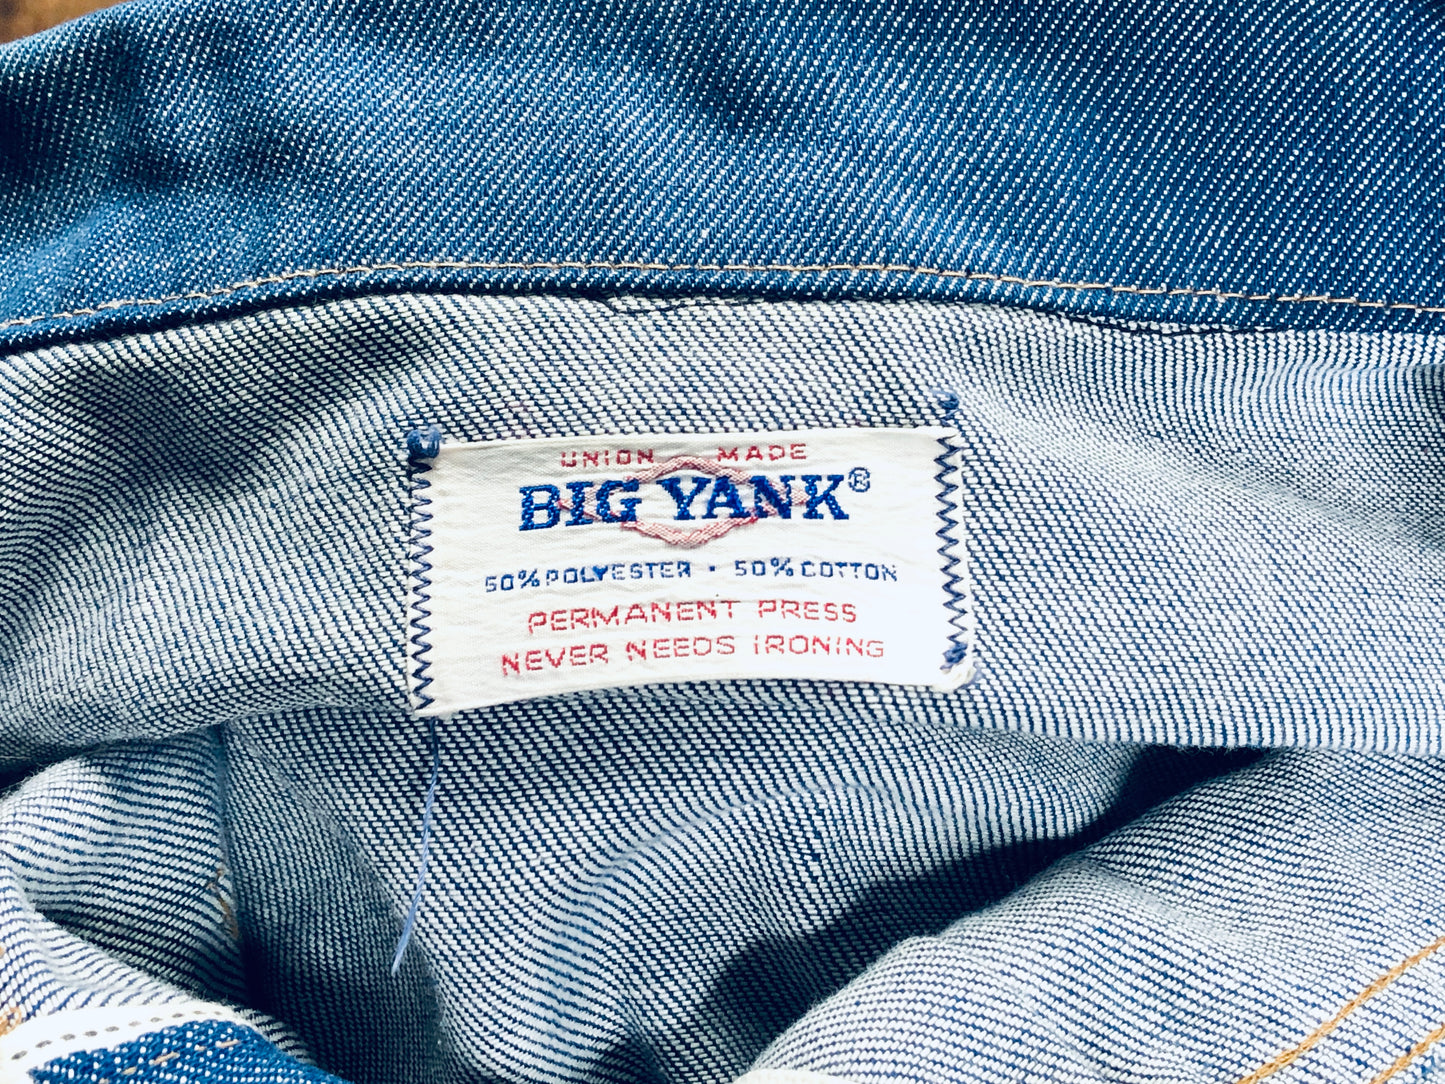 UNION MADE
BIG YANK®
50% POLYESTER · 50% COTTON
PERMANENT PRESS
NEVER NEEDS IRONING